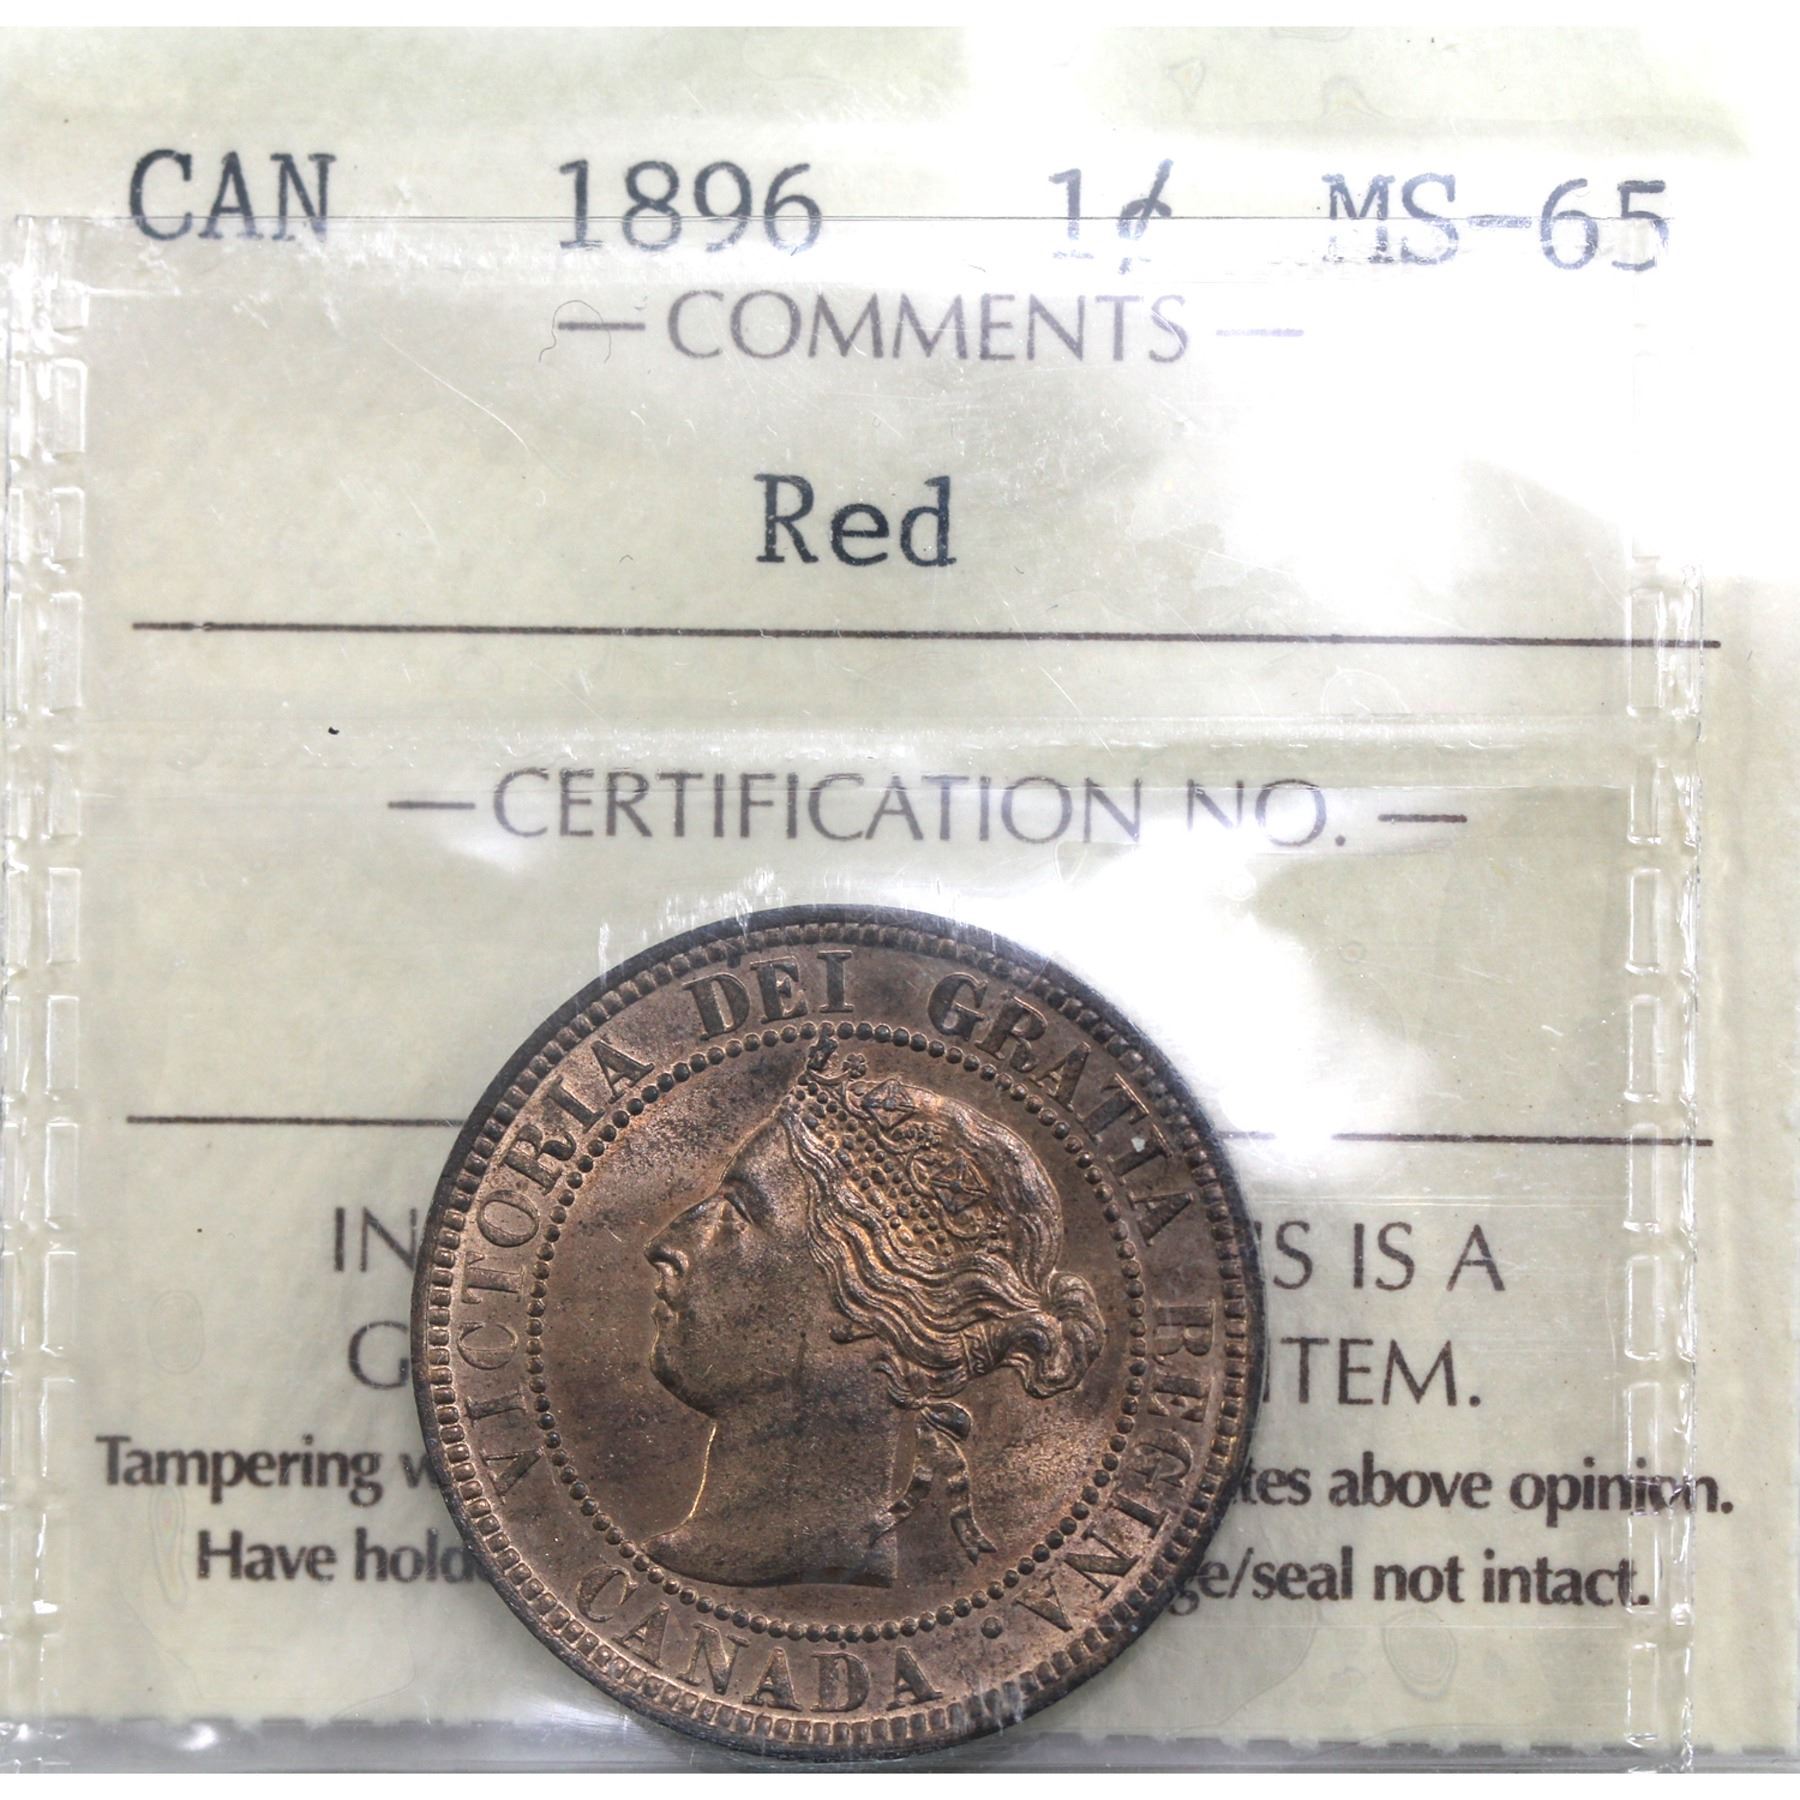 CAN 1896 1¢ MS-65
— COMMENTS —
Red
— CERTIFICATION NO. —
IN S IS A
G ITEM.
Tampering w tes above opinion.
Have hold ge/seal not intact.
VICTORIA DEI GRATIA REGINA.
CANADA